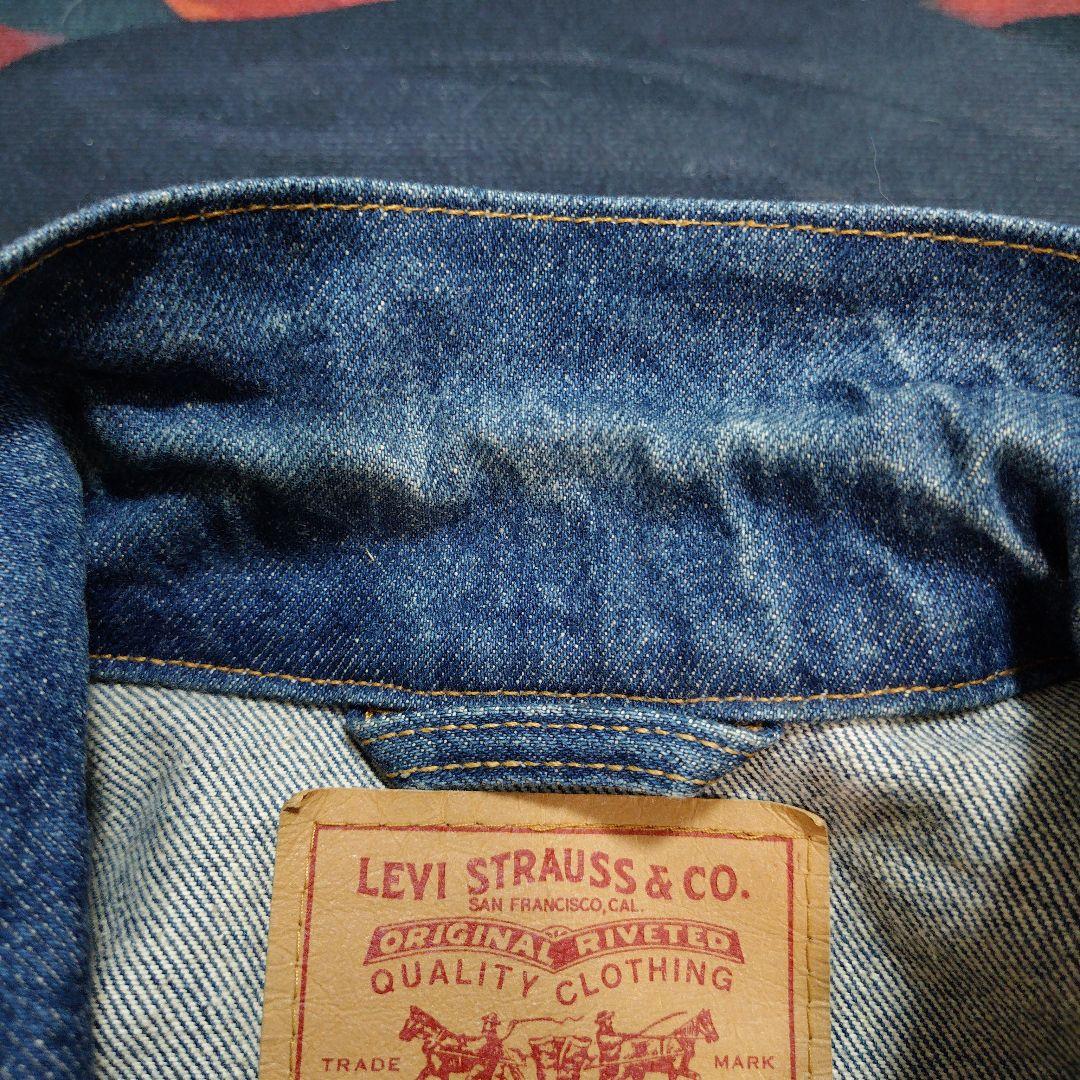 LEVI STRAUSS & CO.
SAN FRANCISCO, CAL.
ORIGINAL RIVETED
QUALITY CLOTHING
TRADE MARK